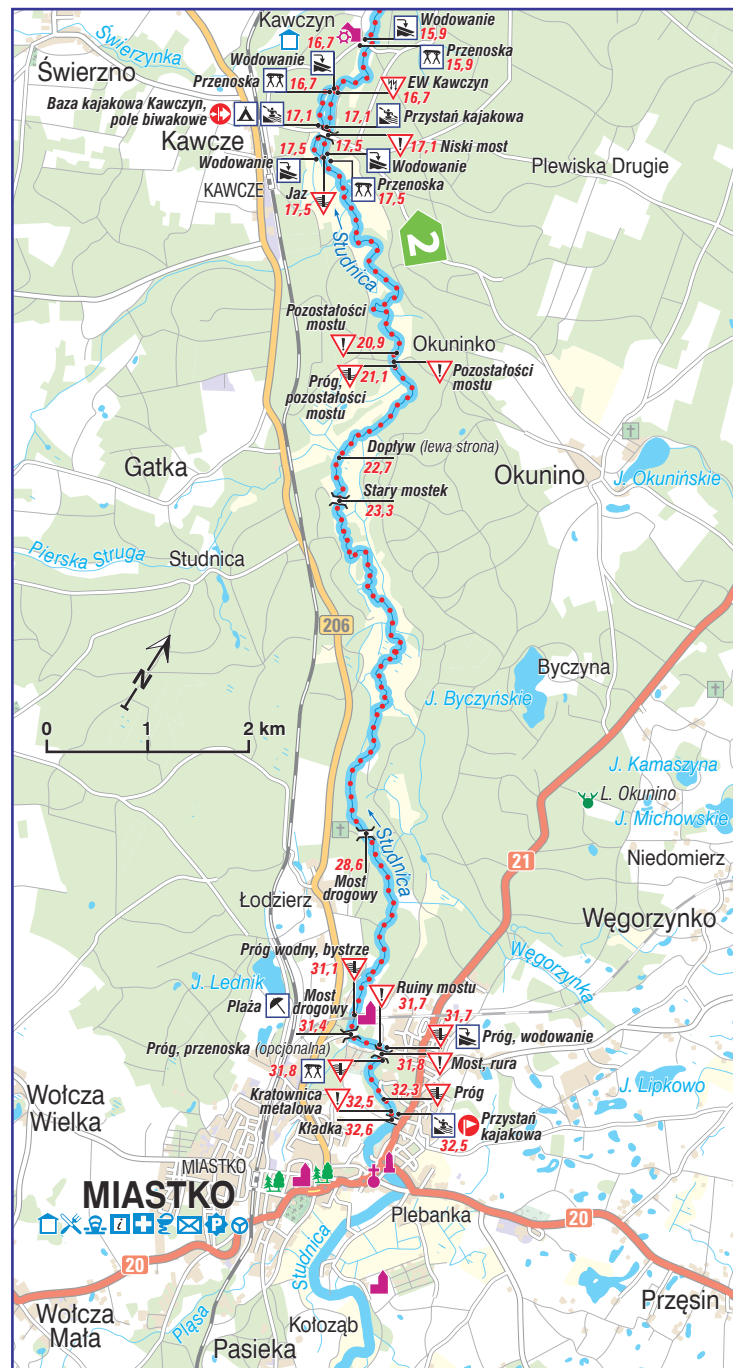 Kawczyn
Wodowanie
15,9
Świerzynka
16,7
Wodowanie
Przenoska
15,9
Świerzno
Przenoska
16,7
EW Kawczyn
16,7
Baza kajakowa Kawczyn,
pole biwakowe
17,1
17,1
Przystań kajakowa
Kawcze
17,5
17,5
17,1 Niski most
Wodowanie
Wodowanie
Plewiska Drugie
KAWCZE
Jaz
17,5
Przenoska
17,5
2
Studnica
Pozostałości
mostu
20,9
Okuninko
21,1
Próg,
pozostałości
mostu
Pozostałości
mostu
Dopływ (lewa strona)
22,7
Gatka
Okunino
J. Okunińskie
Stary mostek
23,3
Pierska Struga
Studnica
206
N
Byczyna
J. Byczyńskie
0 1 2 km
J. Kamaszyna
L. Okunino
J. Michowskie
Studnica
21
28,6
Most
drogowy
Niedomierz
Łodzierz
Węgorzynko
Próg wodny, bystrze
31,1
Węgorzynka
J. Lednik
Ruiny mostu
31,7
Plaża
Most
drogowy
31,4
31,7
Próg, wodowanie
Próg, przenoska (opcjonalna)
31,8
31,8
Most, rura
J. Lipkowo
Kratownica
metalowa
32,5
32,3
Próg
Wołcza
Wielka
Kładka
32,6
Przystań
kajakowa
32,5
MIASTKO
MIASTKO
i
P
Plebanka
20
20
Studnica
Wołcza
Mała
Pląsa
Przęsin
Kołoząb
Pasieka